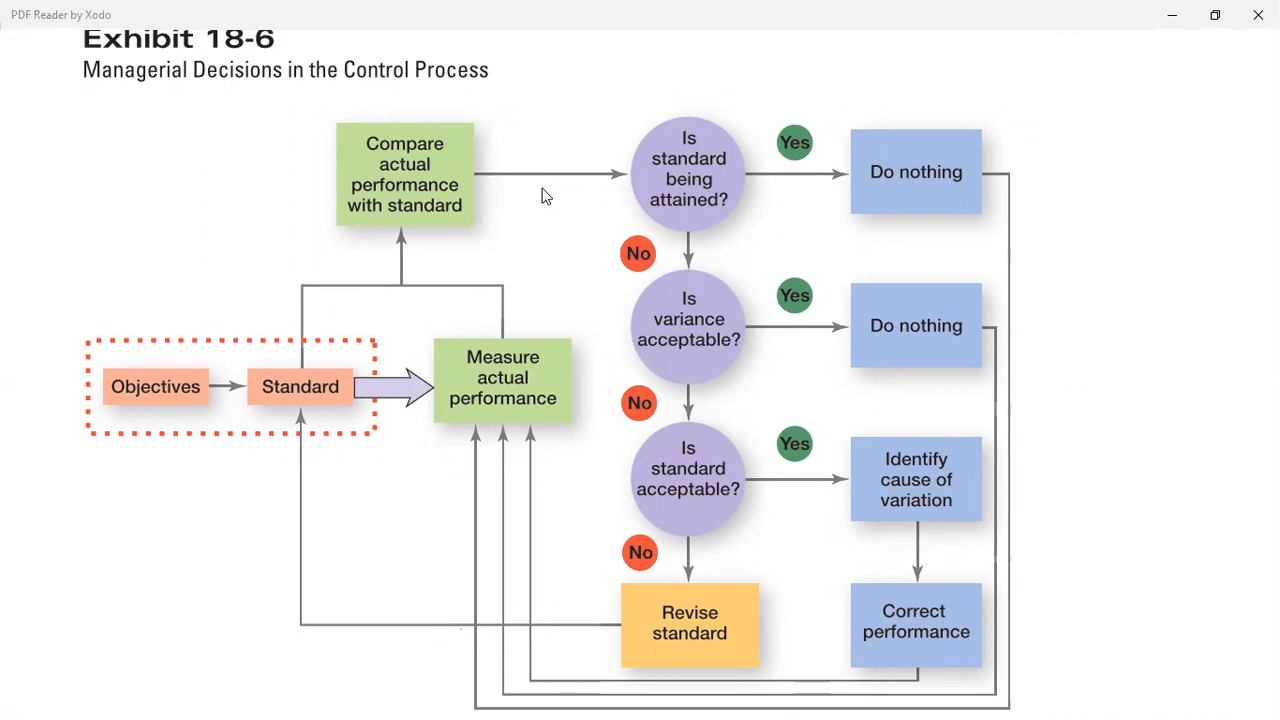 PDF Reader by Xodo
Exhibit 18-6
Managerial Decisions in the Control Process
Compare
actual
performance
with standard
Is
standard
being
attained?
Yes
Do nothing
No
Is
variance
acceptable?
Yes
Do nothing
Objectives
Standard
Measure
actual
performance
No
Is
standard
acceptable?
Yes
Identify
cause of
variation
No
Revise
standard
Correct
performance